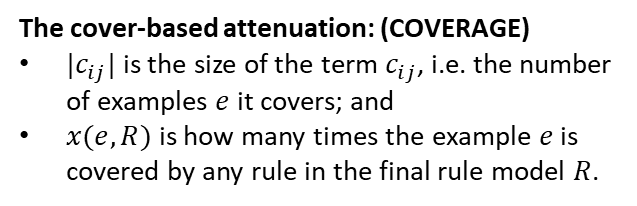 The cover-based attenuation: (COVERAGE)
• |c_{ij}| is the size of the term c_{ij}, i.e. the number
of examples e it covers; and
• x(e, R) is how many times the example e is
covered by any rule in the final rule model R.